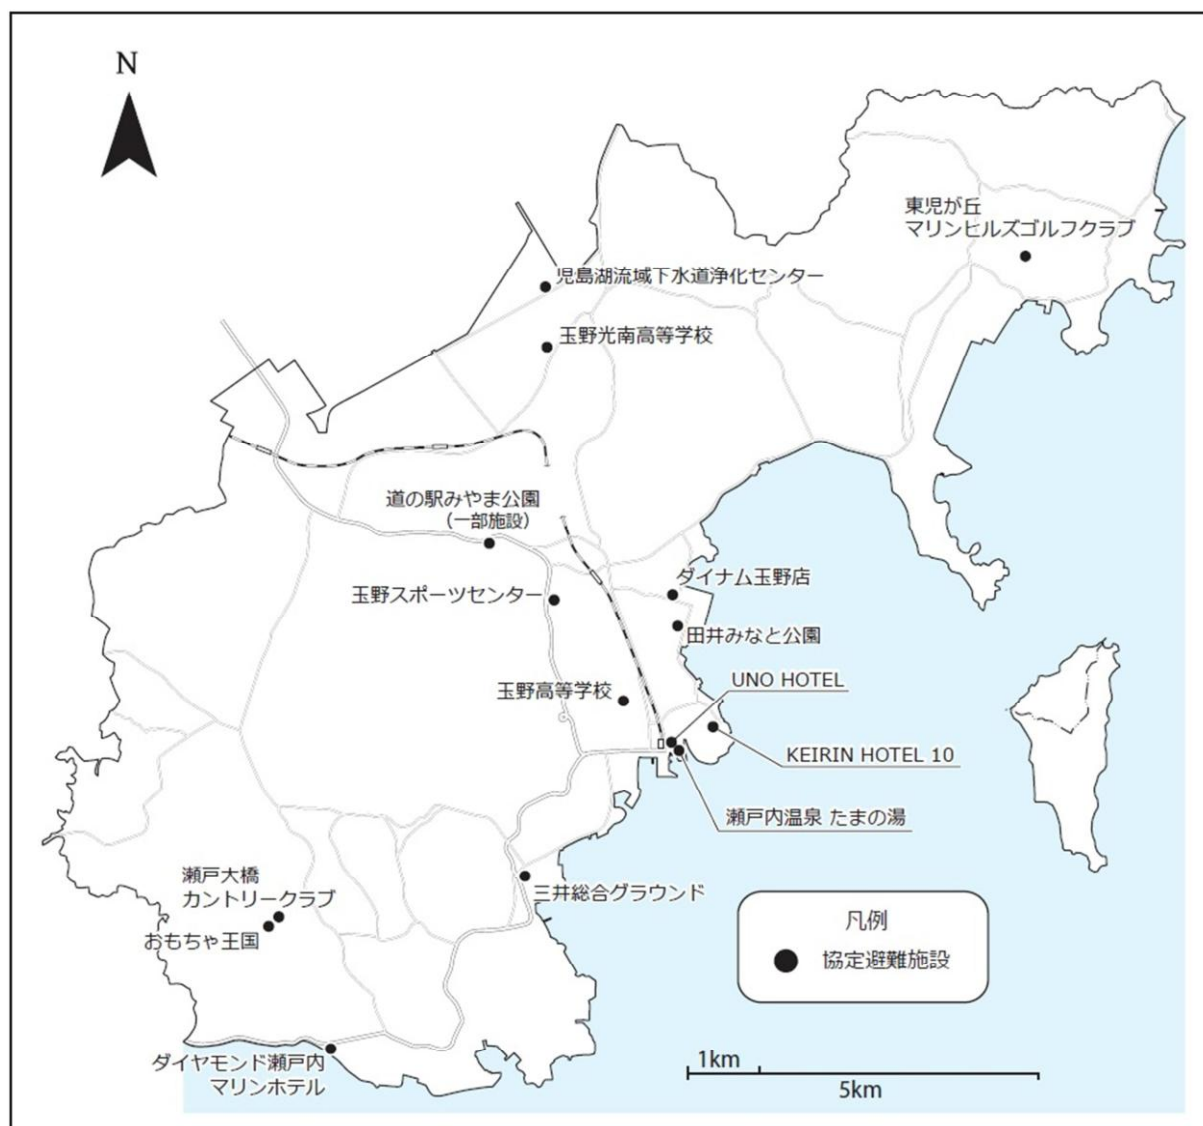 N
東児が丘
マリンヒルズゴルフクラブ
児島湖流域下水道浄化センター
玉野光南高等学校
道の駅みやま公園
（一部施設）
ダイナム玉野店
玉野スポーツセンター
田井みなと公園
UNO HOTEL
玉野高等学校
KEIRIN HOTEL 10
瀬戸内温泉 たまの湯
瀬戸大橋
カントリークラブ
三井総合グラウンド
おもちゃ王国
凡例
協定避難施設
ダイヤモンド瀬戸内
マリンホテル
1km
5km